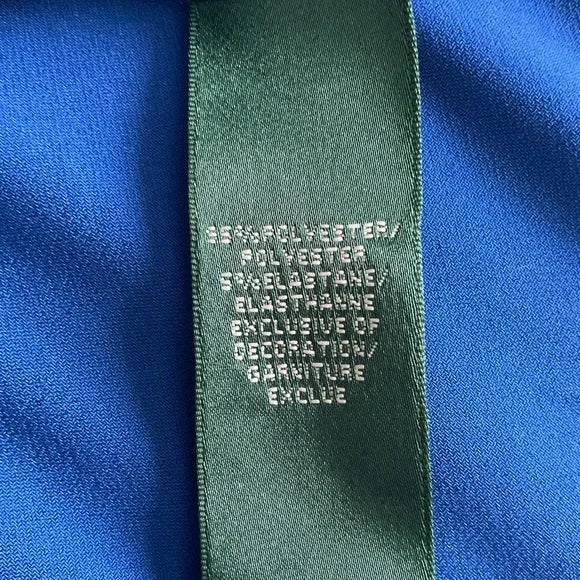 95%POLYESTER/
POLYESTER
5%ELASTANE/
ELASTHANNE
EXCLUSIVE OF
DECORATION/
GARNITURE
EXCLUE